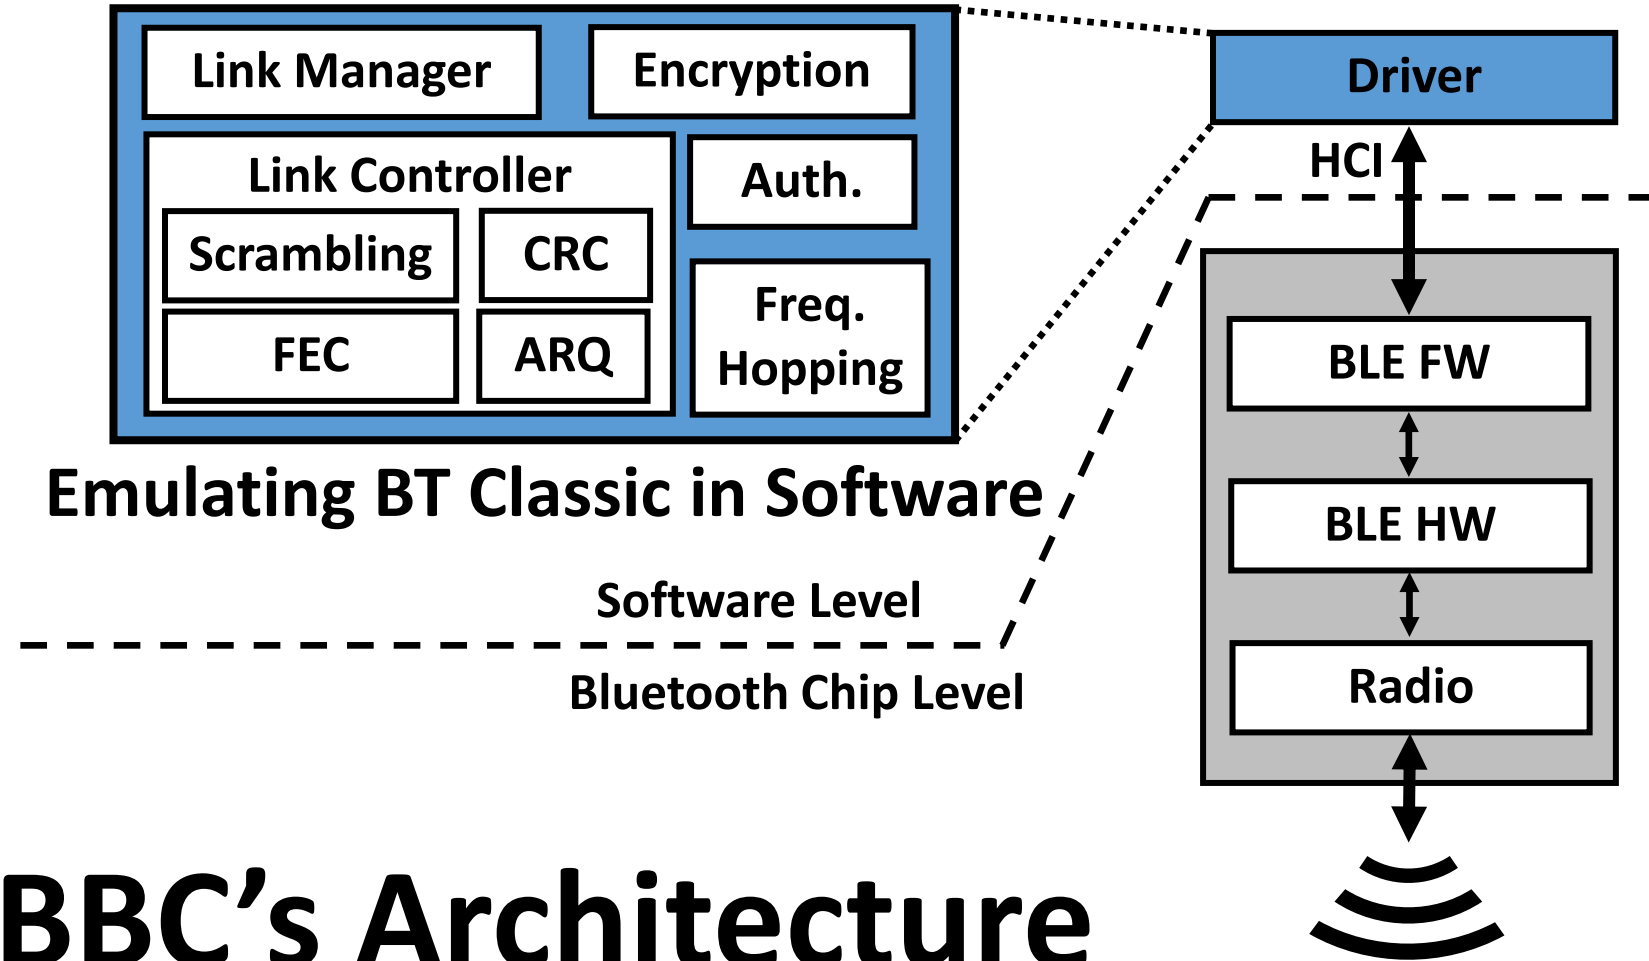 Link Manager
Encryption
Driver
Link Controller
Auth.
HCI
Scrambling
CRC
Freq.
Hopping
FEC
ARQ
BLE FW
Emulating BT Classic in Software
BLE HW
Software Level
Bluetooth Chip Level
Radio
BBC’s Architecture